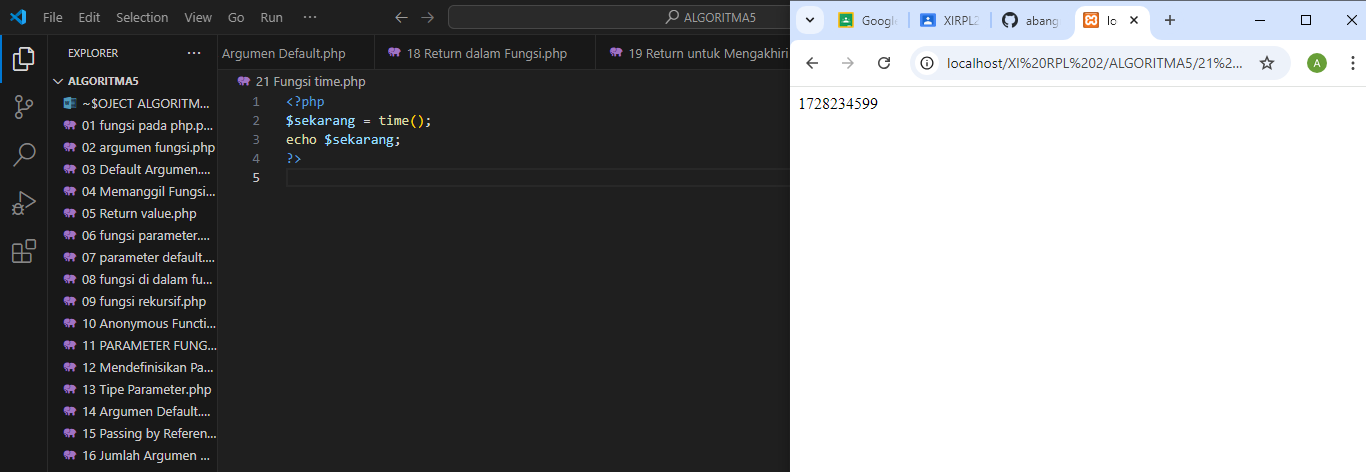 File Edit Selection View Go Run ··· ALGORITMA5
EXPLORER ···
ALGORITMA5
~$OJECT ALGORITM...
01 fungsi pada php.p...
02 argumen fungsi.php
03 Default Argumen....
04 Memanggil Fungsi...
05 Return value.php
06 fungsi parameter....
07 parameter default....
08 fungsi di dalam fu...
09 fungsi rekursif.php
10 Anonymous Functi...
11 PARAMETER FUNG...
12 Mendefinisikan Pa...
13 Tipe Parameter.php
14 Argumen Default....
15 Passing by Referen...
16 Jumlah Argumen ...
Argumen Default.php 18 Return dalam Fungsi.php 19 Return untuk Mengakhiri
21 Fungsi time.php
1 <?php
2 $sekarang = time();
3 echo $sekarang;
4 ?>
5
Google XIRPL2 abang lo
localhost/XI%20RPL%202/ALGORITMA5/21%2... A
1728234599